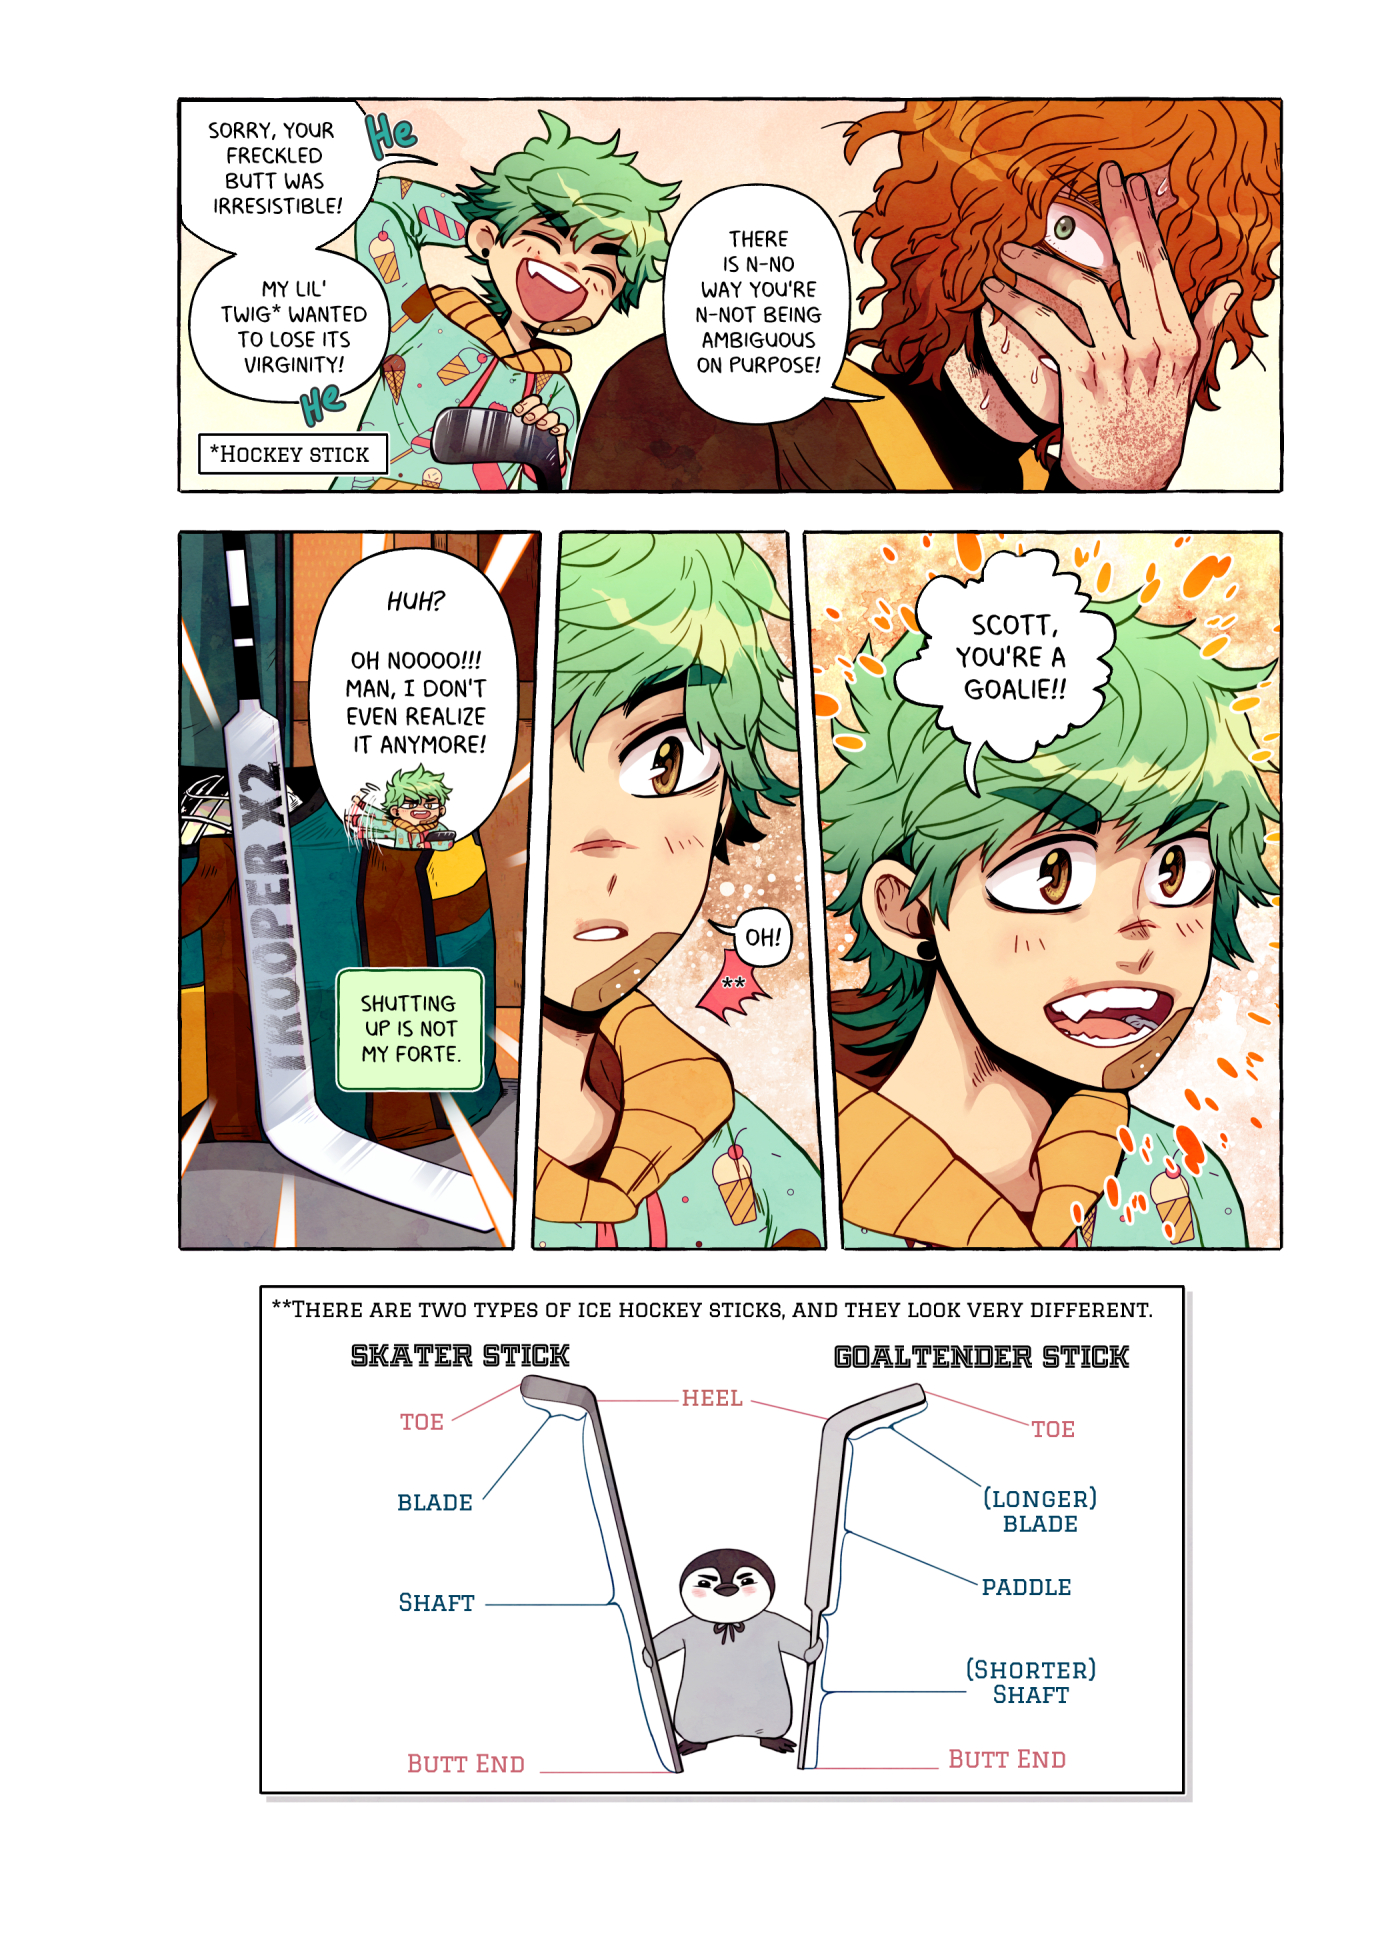 SORRY, YOUR
FRECKLED
BUTT WAS
IRRESISTIBLE!
He
MY LIL'
TWIG* WANTED
TO LOSE ITS
VIRGINITY!
He
*HOCKEY STICK
THERE
IS N-NO
WAY YOU'RE
N-NOT BEING
AMBIGUOUS
ON PURPOSE!
HUH?
OH NOOOO!!!
MAN, I DON'T
EVEN REALIZE
IT ANYMORE!
TROOPER X2
SHUTTING
UP IS NOT
MY FORTE.
OH!
**
SCOTT,
YOU'RE A
GOALIE!!
**THERE ARE TWO TYPES OF ICE HOCKEY STICKS, AND THEY LOOK VERY DIFFERENT.
SKATER STICK
GOALTENDER STICK
TOE
HEEL
TOE
BLADE
(LONGER)
BLADE
PADDLE
SHAFT
(SHORTER)
SHAFT
BUTT END
BUTT END